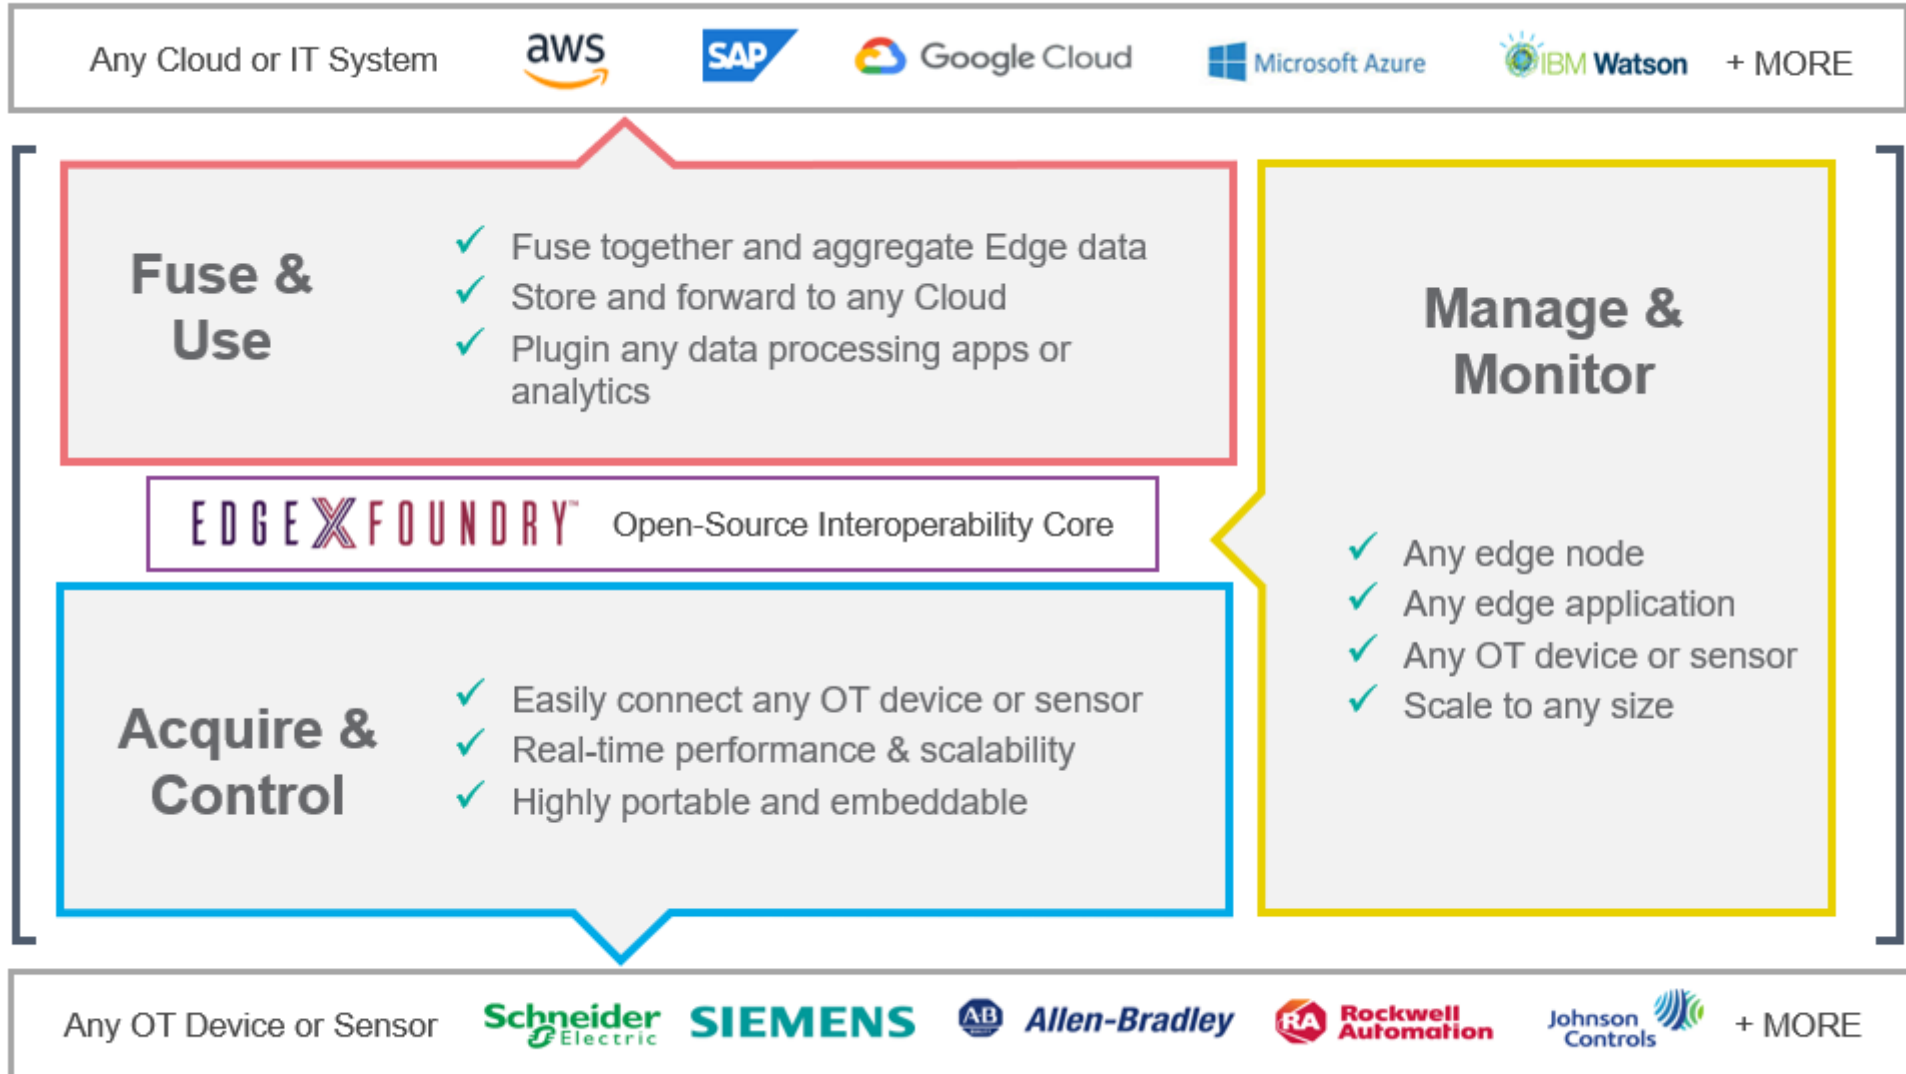 Any Cloud or IT System
aws
SAP
Google Cloud
Microsoft Azure
IBM Watson
+ MORE
Fuse &
Use
Fuse together and aggregate Edge data
Store and forward to any Cloud
Plugin any data processing apps or
analytics
Manage &
Monitor
Any edge node
Any edge application
Any OT device or sensor
Scale to any size
EDGE X FOUNDRY™
Open-Source Interoperability Core
Acquire &
Control
Easily connect any OT device or sensor
Real-time performance & scalability
Highly portable and embeddable
Any OT Device or Sensor
Schneider
Electric
SIEMENS
AB
Allen-Bradley
RA
Rockwell
Automation
Johnson
Controls
+ MORE